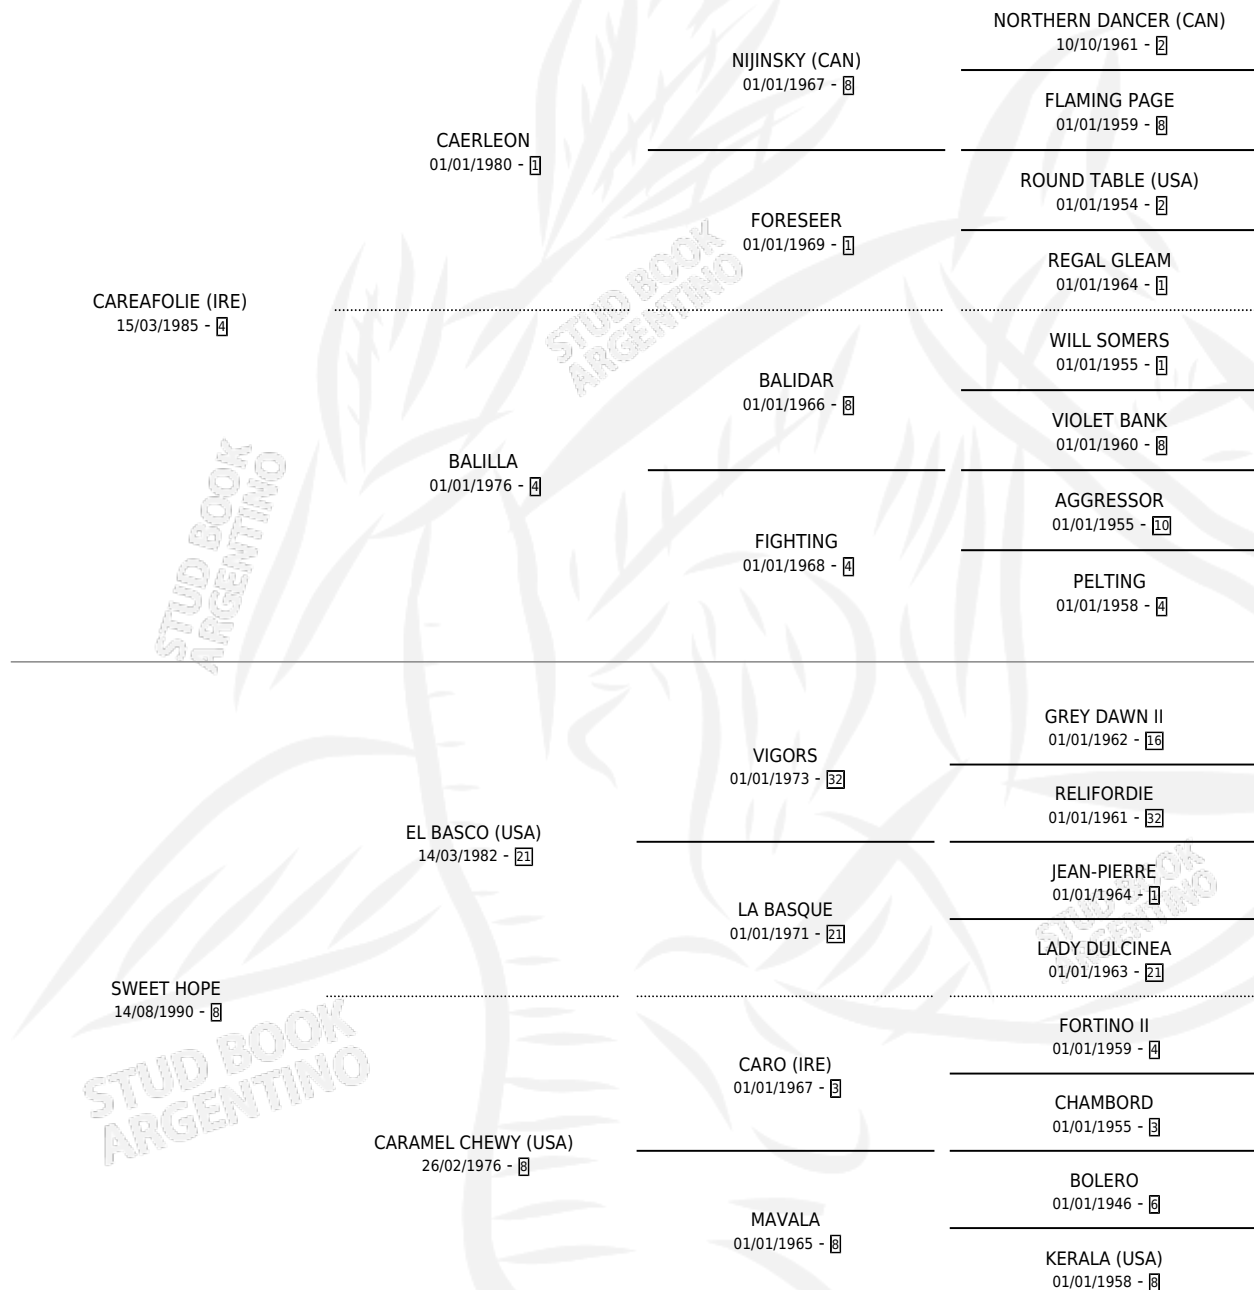 NORTHERN DANCER (CAN)
10/10/1961 - 2
NIJINSKY (CAN)
01/01/1967 - 8
FLAMING PAGE
01/01/1959 - 8
CAERLEON
01/01/1980 - 1
ROUND TABLE (USA)
01/01/1954 - 2
FORESEER
01/01/1969 - 1
REGAL GLEAM
01/01/1964 - 1
CAREAFOLIE (IRE)
15/03/1985 - 4
STUD BOOK
ARGENTINO
WILL SOMERS
01/01/1955 - 1
BALIDAR
01/01/1966 - 8
VIOLET BANK
01/01/1960 - 8
BALILLA
01/01/1976 - 4
AGGRESSOR
01/01/1955 - 10
FIGHTING
01/01/1968 - 4
PELTING
01/01/1958 - 4
STUD BOOK
ARGENTINO
GREY DAWN II
01/01/1962 - 16
VIGORS
01/01/1973 - 32
RELIFORDIE
01/01/1961 - 32
EL BASCO (USA)
14/03/1982 - 21
JEAN-PIERRE
01/01/1964 - 1
LA BASQUE
01/01/1971 - 21
STUD BOOK
ARGENTINO
LADY DULCINEA
01/01/1963 - 21
SWEET HOPE
14/08/1990 - 8
FORTINO II
01/01/1959 - 4
CARO (IRE)
01/01/1967 - 3
STUD BOOK
ARGENTINO
CHAMBORD
01/01/1955 - 3
CARAMEL CHEWY (USA)
26/02/1976 - 8
BOLERO
01/01/1946 - 6
MAVALA
01/01/1965 - 8
KERALA (USA)
01/01/1958 - 8